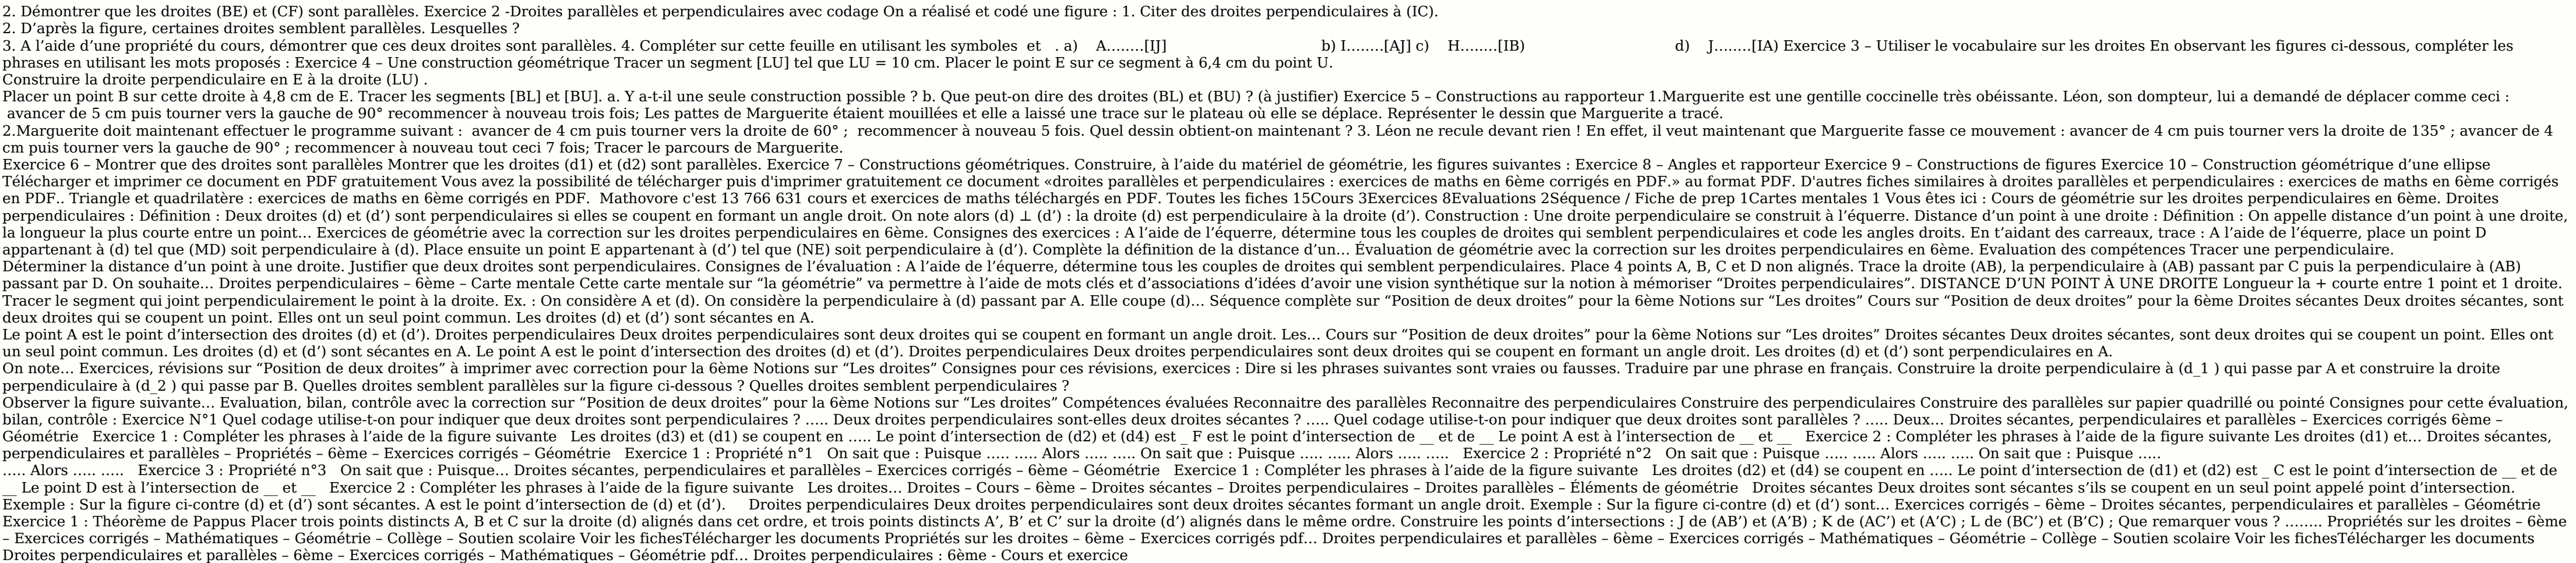 2. Démontrer que les droites (BE) et (CF) sont parallèles. Exercice 2 -Droites parallèles et perpendiculaires avec codage On a réalisé et codé une figure : 1. Citer des droites perpendiculaires à (IC).
2. D’après la figure, certaines droites semblent parallèles. Lesquelles ?
3. A l’aide d’une propriété du cours, démontrer que ces deux droites sont parallèles. 4. Compléter sur cette feuille en utilisant les symboles  et   . a)    A........[IJ]                                   b) I........[AJ] c)    H........[IB)                                   d)    J........[IA) Exercice 3 – Utiliser le vocabulaire sur les droites En observant les figures ci-dessous, compléter les
phrases en utilisant les mots proposés : Exercice 4 – Une construction géométrique Tracer un segment [LU] tel que LU = 10 cm. Placer le point E sur ce segment à 6,4 cm du point U.
Construire la droite perpendiculaire en E à la droite (LU) .
Placer un point B sur cette droite à 4,8 cm de E. Tracer les segments [BL] et [BU]. a. Y a-t-il une seule construction possible ? b. Que peut-on dire des droites (BL) et (BU) ? (à justifier) Exercice 5 – Constructions au rapporteur 1.Marguerite est une gentille coccinelle très obéissante. Léon, son dompteur, lui a demandé de déplacer comme ceci :
avancer de 5 cm puis tourner vers la gauche de 90° recommencer à nouveau trois fois; Les pattes de Marguerite étaient mouillées et elle a laissé une trace sur le plateau où elle se déplace. Représenter le dessin que Marguerite a tracé.
2.Marguerite doit maintenant effectuer le programme suivant :  avancer de 4 cm puis tourner vers la droite de 60° ;  recommencer à nouveau 5 fois. Quel dessin obtient-on maintenant ? 3. Léon ne recule devant rien ! En effet, il veut maintenant que Marguerite fasse ce mouvement : avancer de 4 cm puis tourner vers la droite de 135° ; avancer de 4
cm puis tourner vers la gauche de 90° ; recommencer à nouveau tout ceci 7 fois; Tracer le parcours de Marguerite.
Exercice 6 – Montrer que des droites sont parallèles Montrer que les droites (d1) et (d2) sont parallèles. Exercice 7 – Constructions géométriques. Construire, à l’aide du matériel de géométrie, les figures suivantes : Exercice 8 – Angles et rapporteur Exercice 9 – Constructions de figures Exercice 10 – Construction géométrique d’une ellipse
Télécharger et imprimer ce document en PDF gratuitement Vous avez la possibilité de télécharger puis d'imprimer gratuitement ce document «droites parallèles et perpendiculaires : exercices de maths en 6ème corrigés en PDF.» au format PDF. D'autres fiches similaires à droites parallèles et perpendiculaires : exercices de maths en 6ème corrigés
en PDF.. Triangle et quadrilatère : exercices de maths en 6ème corrigés en PDF.  Mathovore c'est 13 766 631 cours et exercices de maths téléchargés en PDF. Toutes les fiches 15Cours 3Exercices 8Evaluations 2Séquence / Fiche de prep 1Cartes mentales 1 Vous êtes ici : Cours de géométrie sur les droites perpendiculaires en 6ème. Droites
perpendiculaires : Définition : Deux droites (d) et (d’) sont perpendiculaires si elles se coupent en formant un angle droit. On note alors (d) ⊥ (d’) : la droite (d) est perpendiculaire à la droite (d’). Construction : Une droite perpendiculaire se construit à l’équerre. Distance d’un point à une droite : Définition : On appelle distance d’un point à une droite,
la longueur la plus courte entre un point… Exercices de géométrie avec la correction sur les droites perpendiculaires en 6ème. Consignes des exercices : A l’aide de l’équerre, détermine tous les couples de droites qui semblent perpendiculaires et code les angles droits. En t’aidant des carreaux, trace : A l’aide de l’équerre, place un point D
appartenant à (d) tel que (MD) soit perpendiculaire à (d). Place ensuite un point E appartenant à (d’) tel que (NE) soit perpendiculaire à (d’). Complète la définition de la distance d’un… Évaluation de géométrie avec la correction sur les droites perpendiculaires en 6ème. Evaluation des compétences Tracer une perpendiculaire.
Déterminer la distance d’un point à une droite. Justifier que deux droites sont perpendiculaires. Consignes de l’évaluation : A l’aide de l’équerre, détermine tous les couples de droites qui semblent perpendiculaires. Place 4 points A, B, C et D non alignés. Trace la droite (AB), la perpendiculaire à (AB) passant par C puis la perpendiculaire à (AB)
passant par D. On souhaite… Droites perpendiculaires – 6ème – Carte mentale Cette carte mentale sur “la géométrie” va permettre à l’aide de mots clés et d’associations d’idées d’avoir une vision synthétique sur la notion à mémoriser “Droites perpendiculaires”. DISTANCE D’UN POINT À UNE DROITE Longueur la + courte entre 1 point et 1 droite.
Tracer le segment qui joint perpendiculairement le point à la droite. Ex. : On considère A et (d). On considère la perpendiculaire à (d) passant par A. Elle coupe (d)… Séquence complète sur “Position de deux droites” pour la 6ème Notions sur “Les droites” Cours sur “Position de deux droites” pour la 6ème Droites sécantes Deux droites sécantes, sont
deux droites qui se coupent un point. Elles ont un seul point commun. Les droites (d) et (d’) sont sécantes en A.
Le point A est le point d’intersection des droites (d) et (d’). Droites perpendiculaires Deux droites perpendiculaires sont deux droites qui se coupent en formant un angle droit. Les… Cours sur “Position de deux droites” pour la 6ème Notions sur “Les droites” Droites sécantes Deux droites sécantes, sont deux droites qui se coupent un point. Elles ont
un seul point commun. Les droites (d) et (d’) sont sécantes en A. Le point A est le point d’intersection des droites (d) et (d’). Droites perpendiculaires Deux droites perpendiculaires sont deux droites qui se coupent en formant un angle droit. Les droites (d) et (d’) sont perpendiculaires en A.
On note… Exercices, révisions sur “Position de deux droites” à imprimer avec correction pour la 6ème Notions sur “Les droites” Consignes pour ces révisions, exercices : Dire si les phrases suivantes sont vraies ou fausses. Traduire par une phrase en français. Construire la droite perpendiculaire à (d_1 ) qui passe par A et construire la droite
perpendiculaire à (d_2 ) qui passe par B. Quelles droites semblent parallèles sur la figure ci-dessous ? Quelles droites semblent perpendiculaires ?
Observer la figure suivante… Evaluation, bilan, contrôle avec la correction sur “Position de deux droites” pour la 6ème Notions sur “Les droites” Compétences évaluées Reconnaitre des parallèles Reconnaitre des perpendiculaires Construire des perpendiculaires Construire des parallèles sur papier quadrillé ou pointé Consignes pour cette évaluation,
bilan, contrôle : Exercice N°1 Quel codage utilise-t-on pour indiquer que deux droites sont perpendiculaires ? ….. Deux droites perpendiculaires sont-elles deux droites sécantes ? ….. Quel codage utilise-t-on pour indiquer que deux droites sont parallèles ? ….. Deux… Droites sécantes, perpendiculaires et parallèles – Exercices corrigés 6ème –
Géométrie   Exercice 1 : Compléter les phrases à l’aide de la figure suivante   Les droites (d3) et (d1) se coupent en ….. Le point d’intersection de (d2) et (d4) est _ F est le point d’intersection de __ et de __ Le point A est à l’intersection de __ et __   Exercice 2 : Compléter les phrases à l’aide de la figure suivante Les droites (d1) et… Droites sécantes,
perpendiculaires et parallèles – Propriétés – 6ème – Exercices corrigés – Géométrie   Exercice 1 : Propriété n°1   On sait que : Puisque ….. ….. Alors ….. ….. On sait que : Puisque ….. ….. Alors ….. …..   Exercice 2 : Propriété n°2   On sait que : Puisque ….. ….. Alors ….. ….. On sait que : Puisque …..
….. Alors ….. …..   Exercice 3 : Propriété n°3   On sait que : Puisque… Droites sécantes, perpendiculaires et parallèles – Exercices corrigés – 6ème – Géométrie   Exercice 1 : Compléter les phrases à l’aide de la figure suivante   Les droites (d2) et (d4) se coupent en ….. Le point d’intersection de (d1) et (d2) est _ C est le point d’intersection de __ et de
__ Le point D est à l’intersection de __ et __   Exercice 2 : Compléter les phrases à l’aide de la figure suivante   Les droites… Droites – Cours – 6ème – Droites sécantes – Droites perpendiculaires – Droites parallèles – Éléments de géométrie   Droites sécantes Deux droites sont sécantes s’ils se coupent en un seul point appelé point d’intersection.
Exemple : Sur la figure ci-contre (d) et (d’) sont sécantes. A est le point d’intersection de (d) et (d’).     Droites perpendiculaires Deux droites perpendiculaires sont deux droites sécantes formant un angle droit. Exemple : Sur la figure ci-contre (d) et (d’) sont… Exercices corrigés – 6ème – Droites sécantes, perpendiculaires et parallèles – Géométrie
Exercice 1 : Théorème de Pappus Placer trois points distincts A, B et C sur la droite (d) alignés dans cet ordre, et trois points distincts A’, B’ et C’ sur la droite (d’) alignés dans le même ordre. Construire les points d’intersections : J de (AB’) et (A’B) ; K de (AC’) et (A’C) ; L de (BC’) et (B’C) ; Que remarquer vous ? …….. Propriétés sur les droites – 6ème
– Exercices corrigés – Mathématiques – Géométrie – Collège – Soutien scolaire Voir les fichesTélécharger les documents Propriétés sur les droites – 6ème – Exercices corrigés pdf… Droites perpendiculaires et parallèles – 6ème – Exercices corrigés – Mathématiques – Géométrie – Collège – Soutien scolaire Voir les fichesTélécharger les documents
Droites perpendiculaires et parallèles – 6ème – Exercices corrigés – Mathématiques – Géométrie pdf… Droites perpendiculaires : 6ème - Cours et exercice